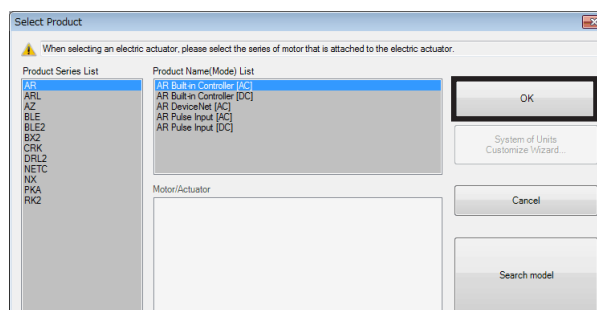 Select Product
When selecting an electric actuator, please select the series of motor that is attached to the electric actuator.
Product Series List
AR
ARL
AZ
BLE
BLE2
BX2
CRK
DRL2
NETC
NX
PKA
RK2
Product Name(Mode) List
AR Built-in Controller [AC]
AR Built-in Controller [DC]
AR DeviceNet [AC]
AR Pulse Input [AC]
AR Pulse Input [DC]
Motor/Actuator
OK
System of Units
Customize Wizard...
Cancel
Search model